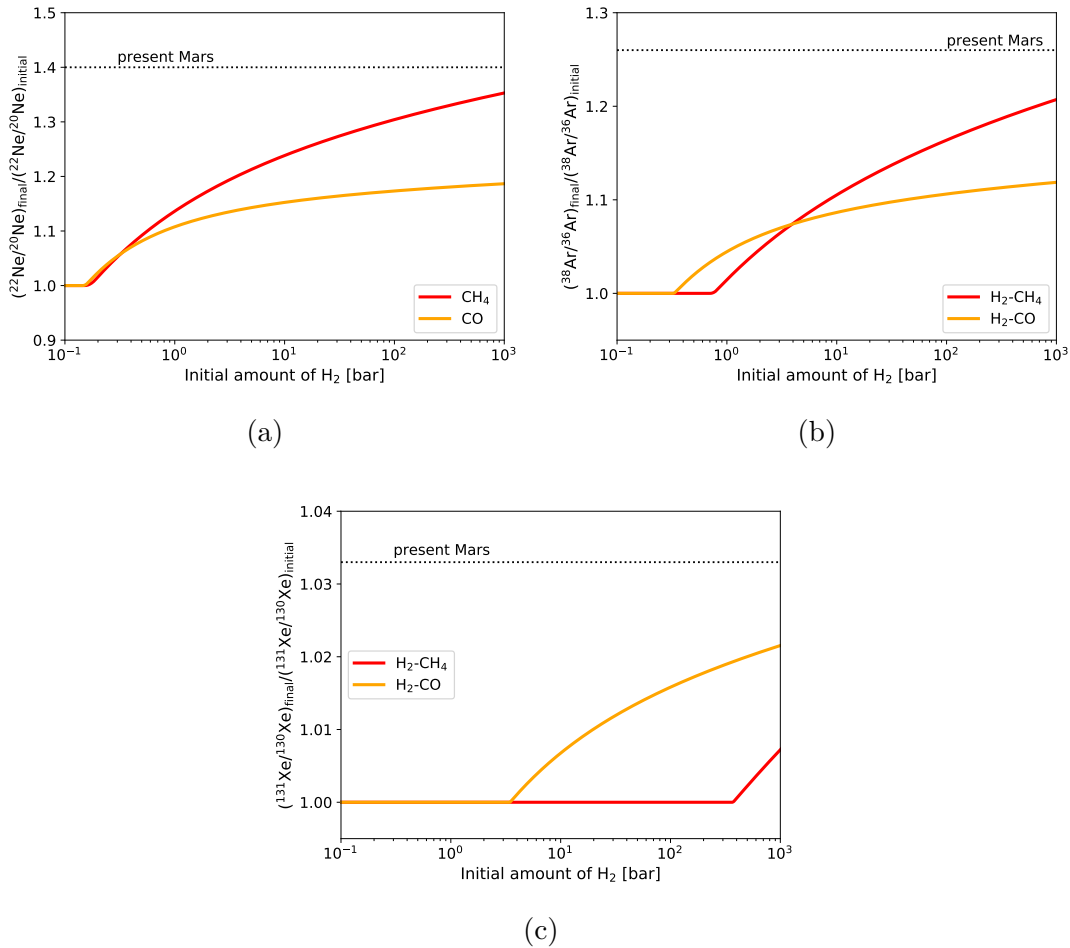 (²²Ne/²⁰Ne)final/(²²Ne/²⁰Ne)initial
1.5
1.4
1.3
1.2
1.1
1.0
0.9
present Mars
CH₄
CO
10⁻¹ 10⁰ 10¹ 10² 10³
Initial amount of H₂ [bar]
(a)
(³⁸Ar/³⁶Ar)final/(³⁸Ar/³⁶Ar)initial
1.3
1.2
1.1
1.0
present Mars
H₂-CH₄
H₂-CO
10⁻¹ 10⁰ 10¹ 10² 10³
Initial amount of H₂ [bar]
(b)
(¹³¹Xe/¹³⁰Xe)final/(¹³¹Xe/¹³⁰Xe)initial
1.04
1.03
1.02
1.01
1.00
present Mars
H₂-CH₄
H₂-CO
10⁻¹ 10⁰ 10¹ 10² 10³
Initial amount of H₂ [bar]
(c)